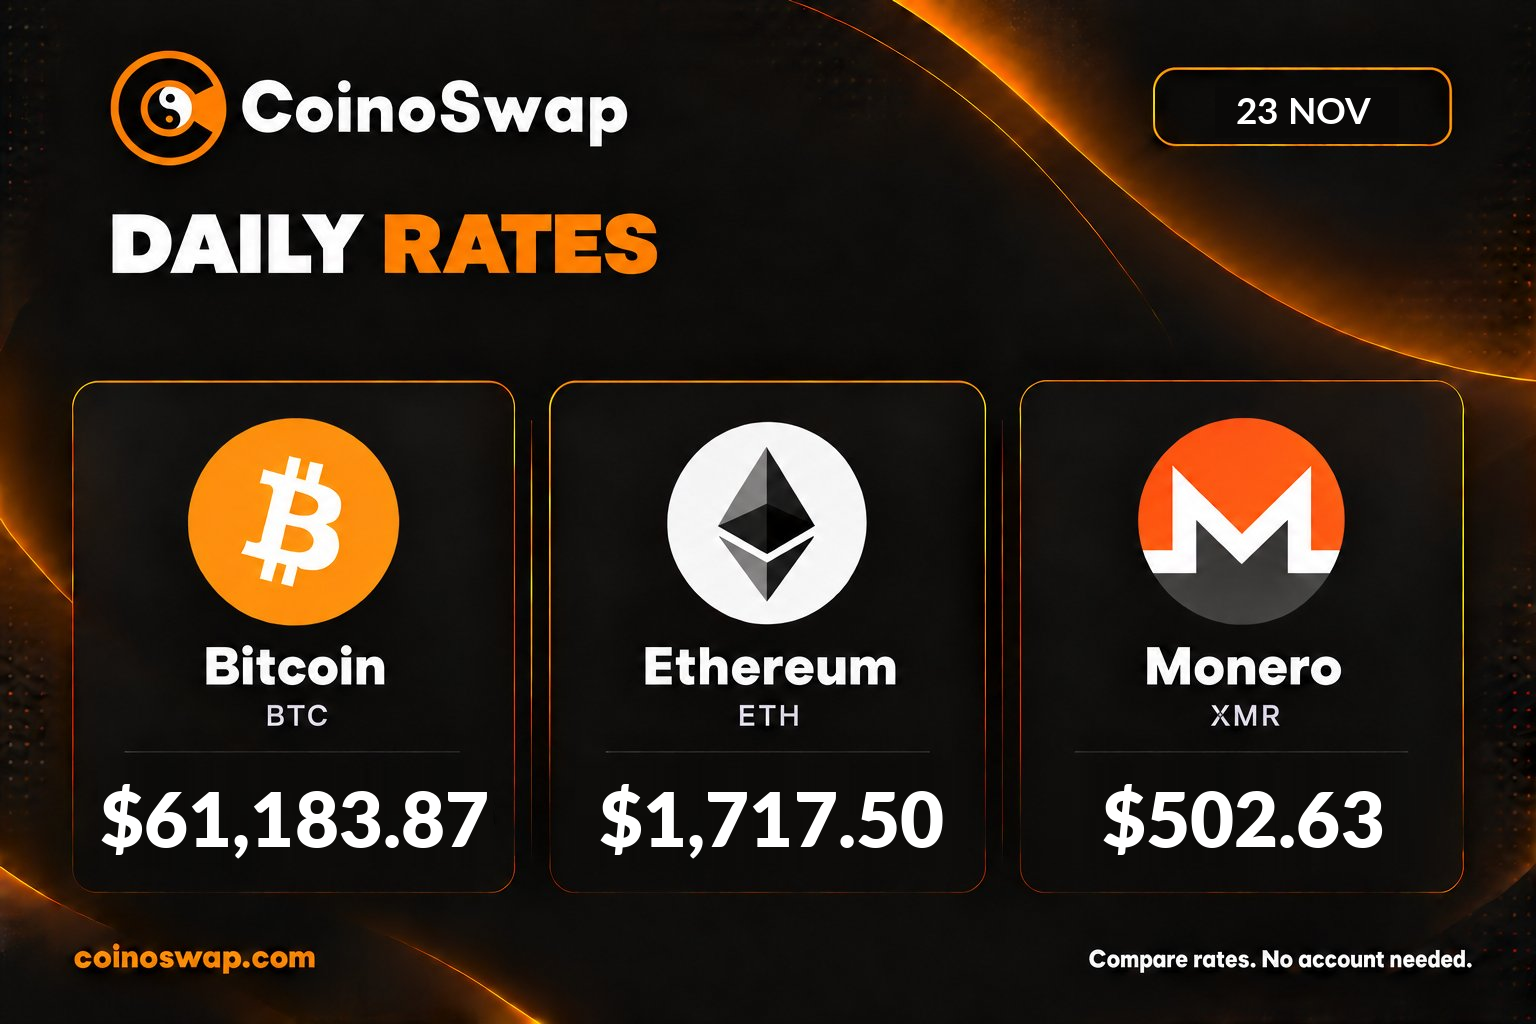 CoinoSwap
23 NOV
DAILY RATES
Bitcoin
BTC
$61,183.87
Ethereum
ETH
$1,717.50
Monero
XMR
$502.63
coinoswap.com
Compare rates. No account needed.